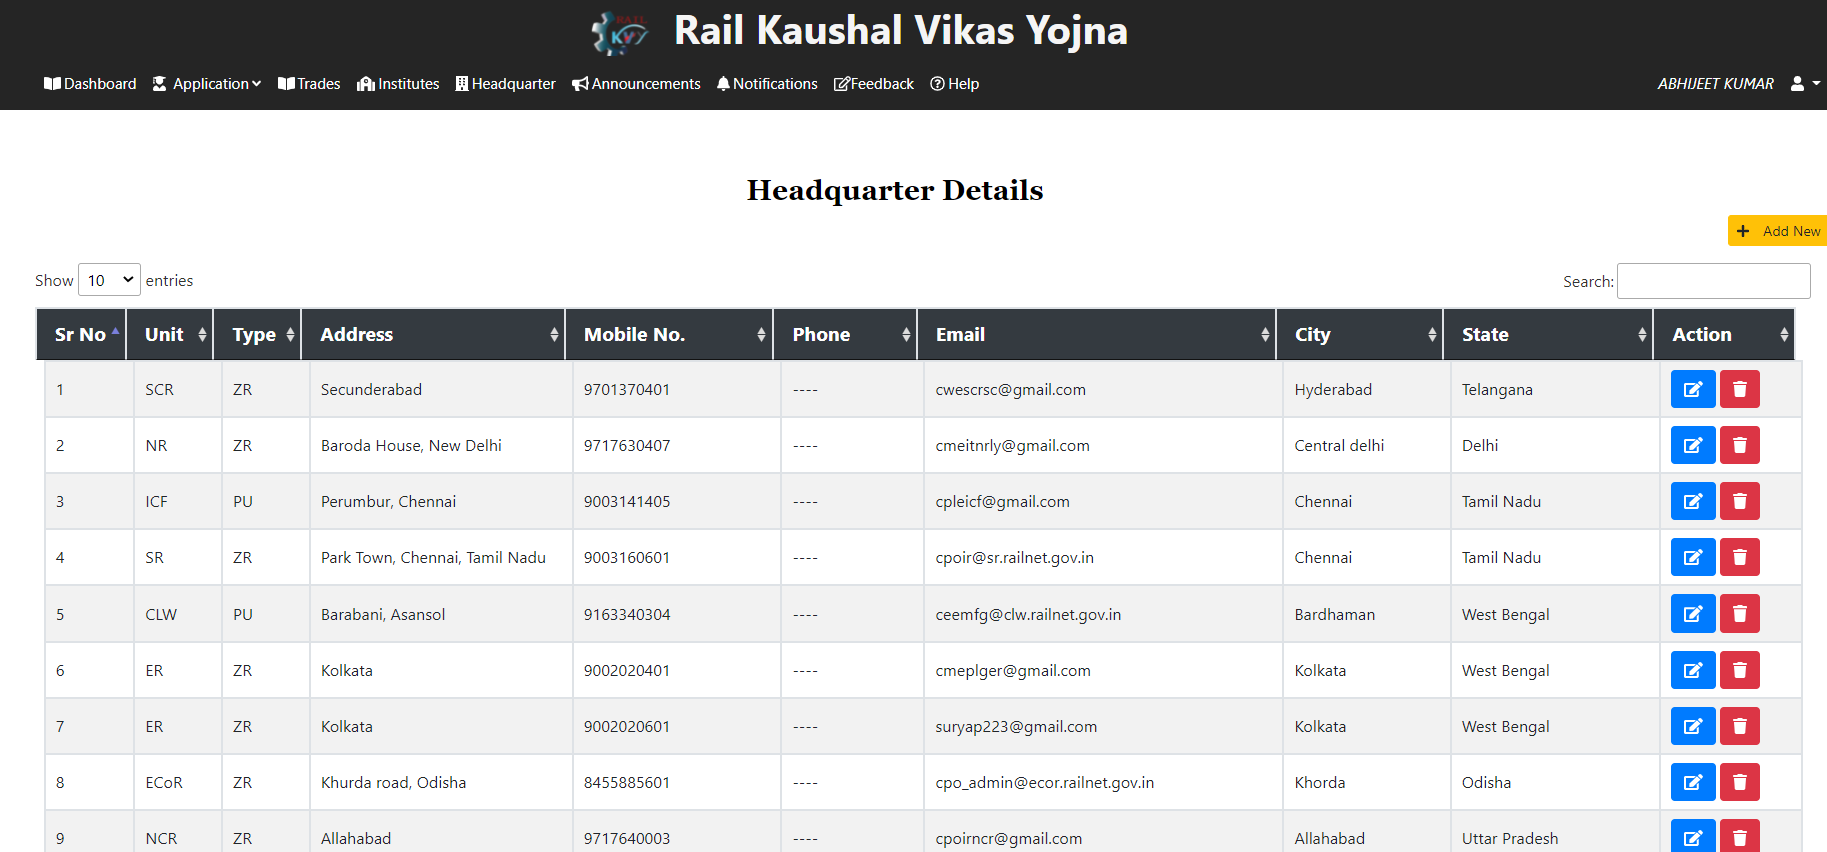 RAIL
KVY
Rail Kaushal Vikas Yojna
Dashboard Application Trades Institutes Headquarter Announcements Notifications Feedback Help ABHIJEET KUMAR
Headquarter Details
+ Add New
Show 10 entries Search:
Sr No Unit Type Address Mobile No. Phone Email City State Action
1 SCR ZR Secunderabad 9701370401 ---- cwescrsc@gmail.com Hyderabad Telangana
2 NR ZR Baroda House, New Delhi 9717630407 ---- cmeitnrly@gmail.com Central delhi Delhi
3 ICF PU Perumbur, Chennai 9003141405 ---- cpleicf@gmail.com Chennai Tamil Nadu
4 SR ZR Park Town, Chennai, Tamil Nadu 9003160601 ---- cpoir@sr.railnet.gov.in Chennai Tamil Nadu
5 CLW PU Barabani, Asansol 9163340304 ---- ceemfg@clw.railnet.gov.in Bardhaman West Bengal
6 ER ZR Kolkata 9002020401 ---- cmeplger@gmail.com Kolkata West Bengal
7 ER ZR Kolkata 9002020601 ---- suryap223@gmail.com Kolkata West Bengal
8 ECoR ZR Khurda road, Odisha 8455885601 ---- cpo_admin@ecor.railnet.gov.in Khorda Odisha
9 NCR ZR Allahabad 9717640003 ---- cpoirncr@gmail.com Allahabad Uttar Pradesh